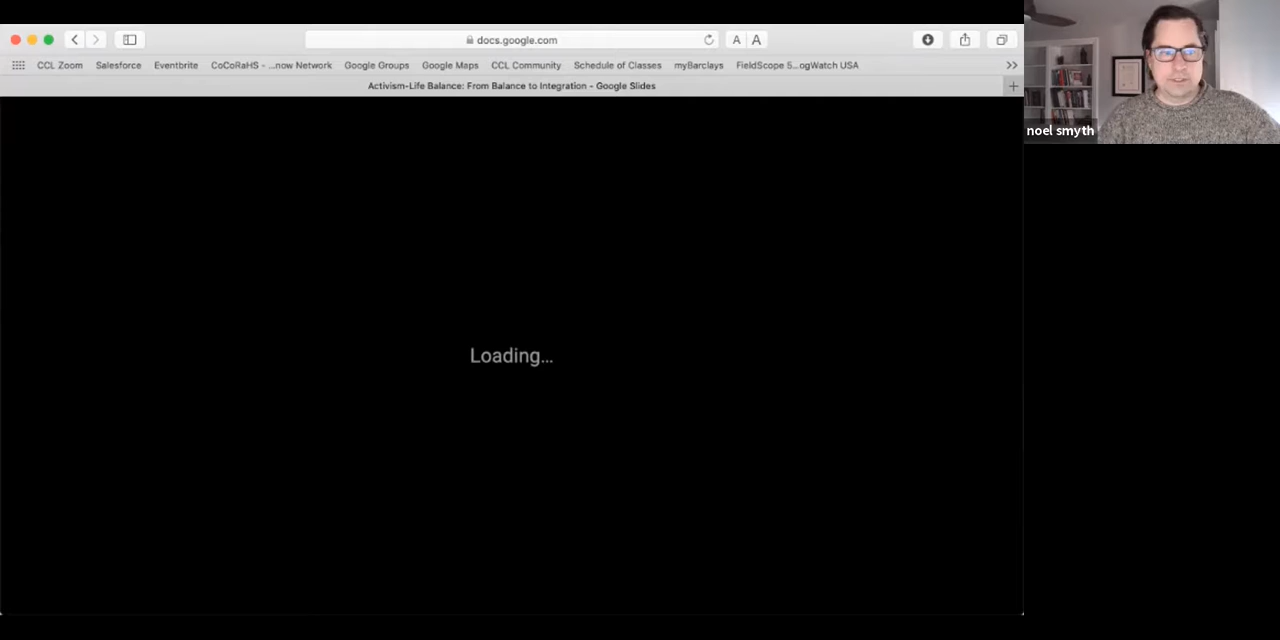 docs.google.com
A A
CCL Zoom Salesforce Eventbrite CoCoRaHS - ...now Network Google Groups Google Maps CCL Community Schedule of Classes myBarclays FieldScope 5...ogWatch USA
Activism-Life Balance: From Balance to Integration - Google Slides
noel smyth
Loading...